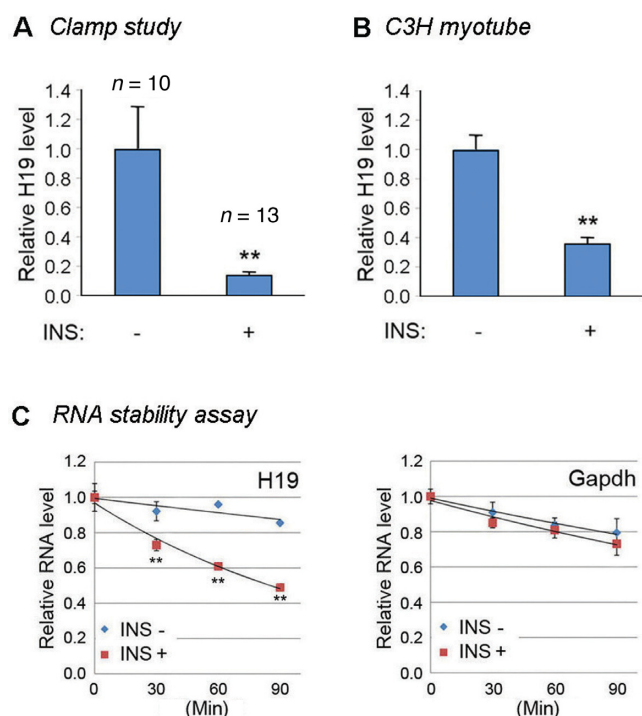 A Clamp study
n = 10
1.4
1.2
1.0
0.8
0.6
0.4
0.2
0.0
Relative H19 level
n = 13
**
INS: - +
B C3H myotube
1.4
1.2
1.0
0.8
0.6
0.4
0.2
0.0
Relative H19 level
**
INS: - +
C RNA stability assay
H19
1.2
1.0
0.8
0.6
0.4
0.2
0.0
Relative RNA level
** ** **
INS -
INS +
0 30 60 90
(Min)
Gapdh
1.2
1.0
0.8
0.6
0.4
0.2
0.0
Relative RNA level
INS -
INS +
0 30 60 90
(Min)